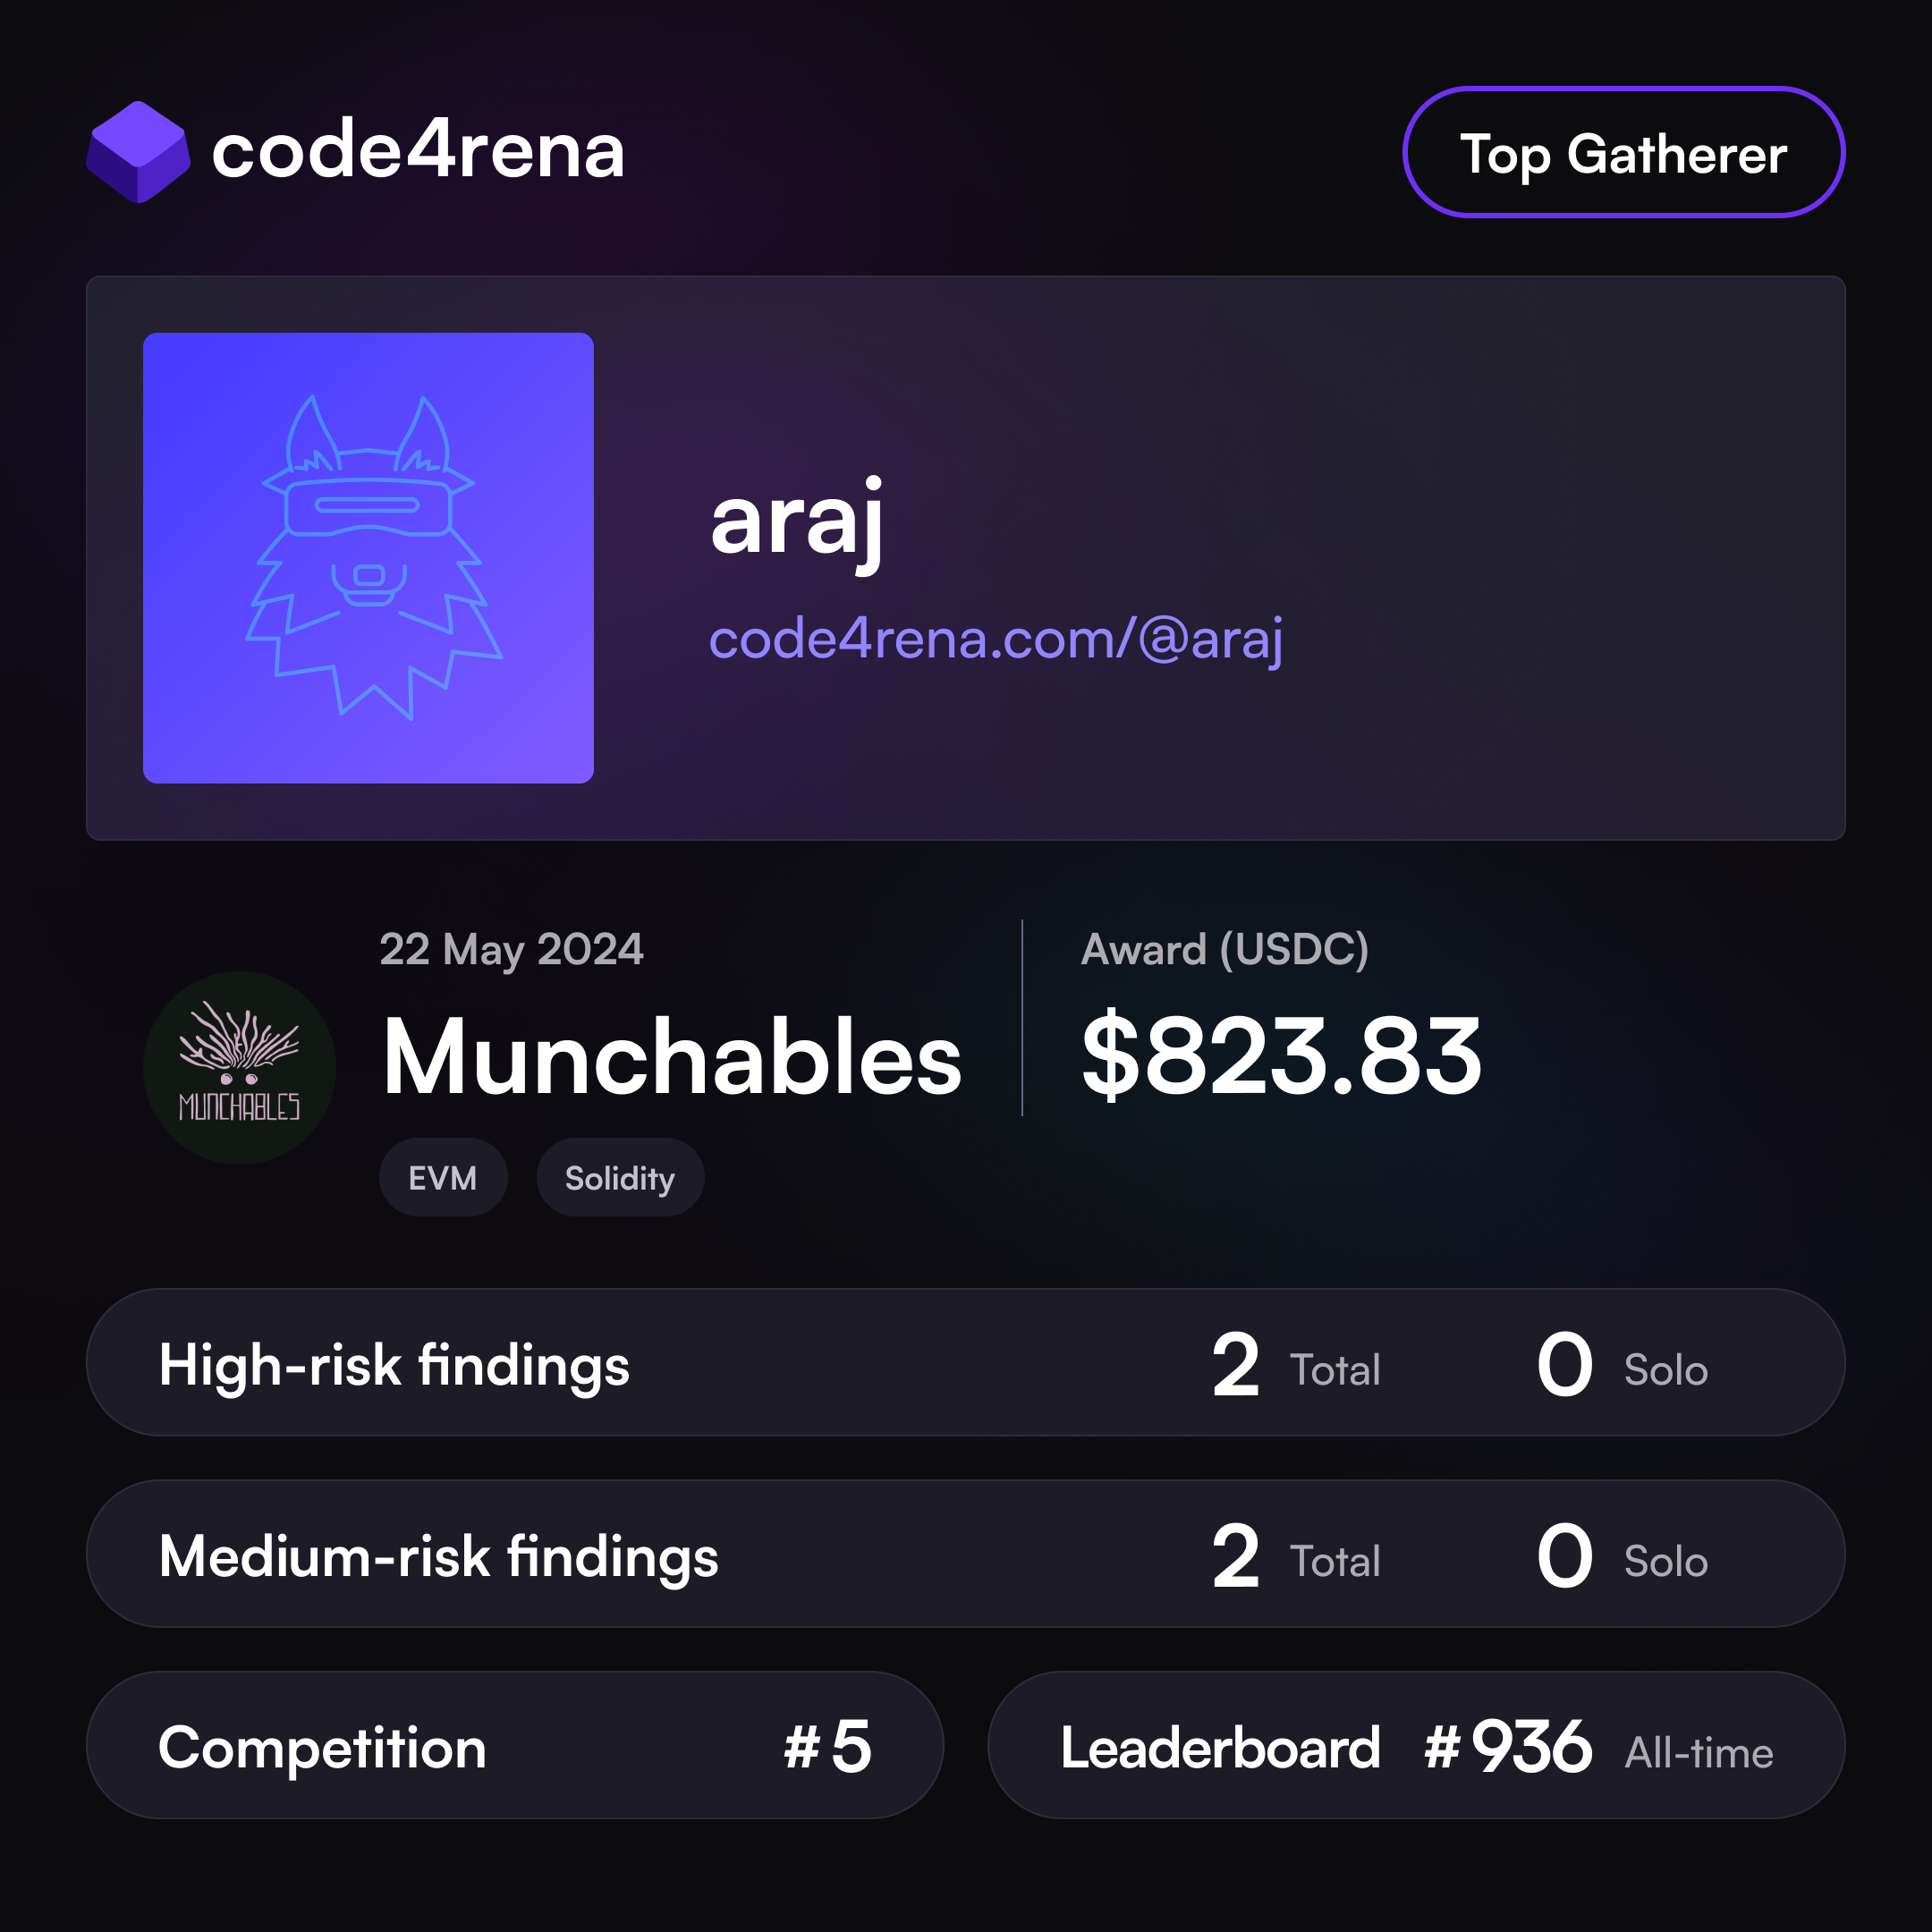 code4rena
Top Gatherer
araj
code4rena.com/@araj
22 May 2024
Munchables
MUNCHABLES
EVM
Solidity
Award (USDC)
$823.83
High-risk findings 2 Total 0 Solo
Medium-risk findings 2 Total 0 Solo
Competition #5
Leaderboard #936 All-time